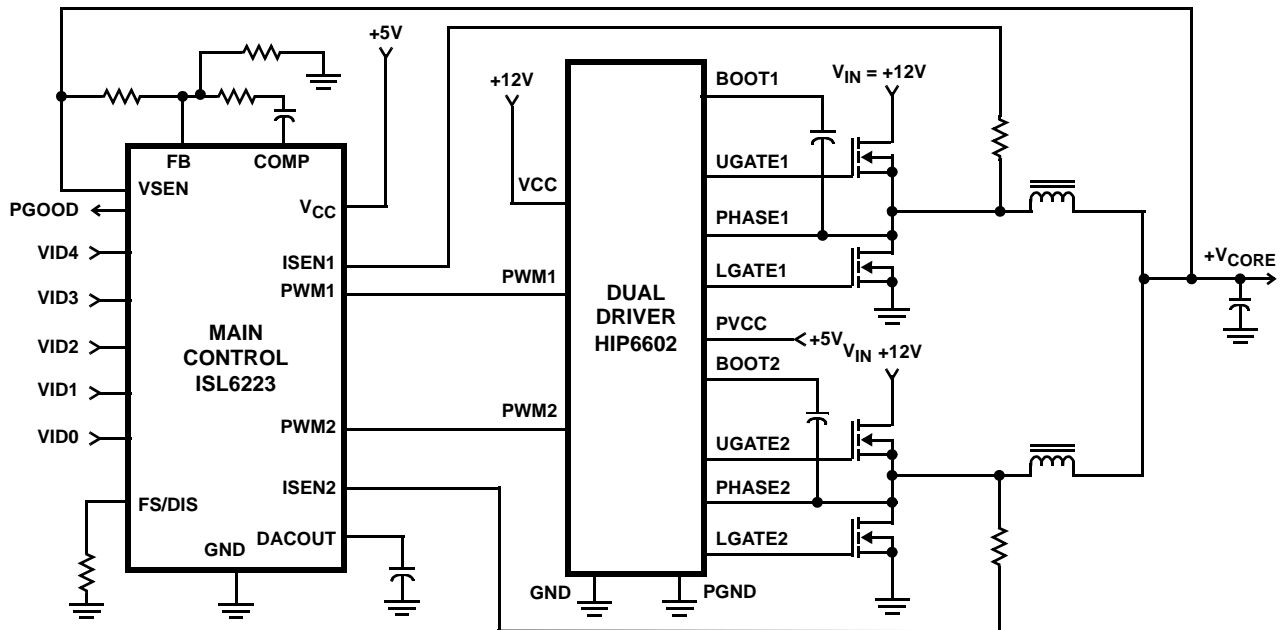 +5V
+12V
BOOT1
V_IN = +12V
FB
COMP
VSEN
VCC
UGATE1
PGOOD
V_CC
PHASE1
VID4
ISEN1
+V_CORE
PWM1
PWM1
LGATE1
VID3
MAIN
CONTROL
ISL6223
DUAL
DRIVER
HIP6602
PVCC
+5V
V_IN +12V
VID2
BOOT2
VID1
PWM2
PWM2
VID0
UGATE2
ISEN2
PHASE2
FS/DIS
DACOUT
LGATE2
GND
GND
PGND